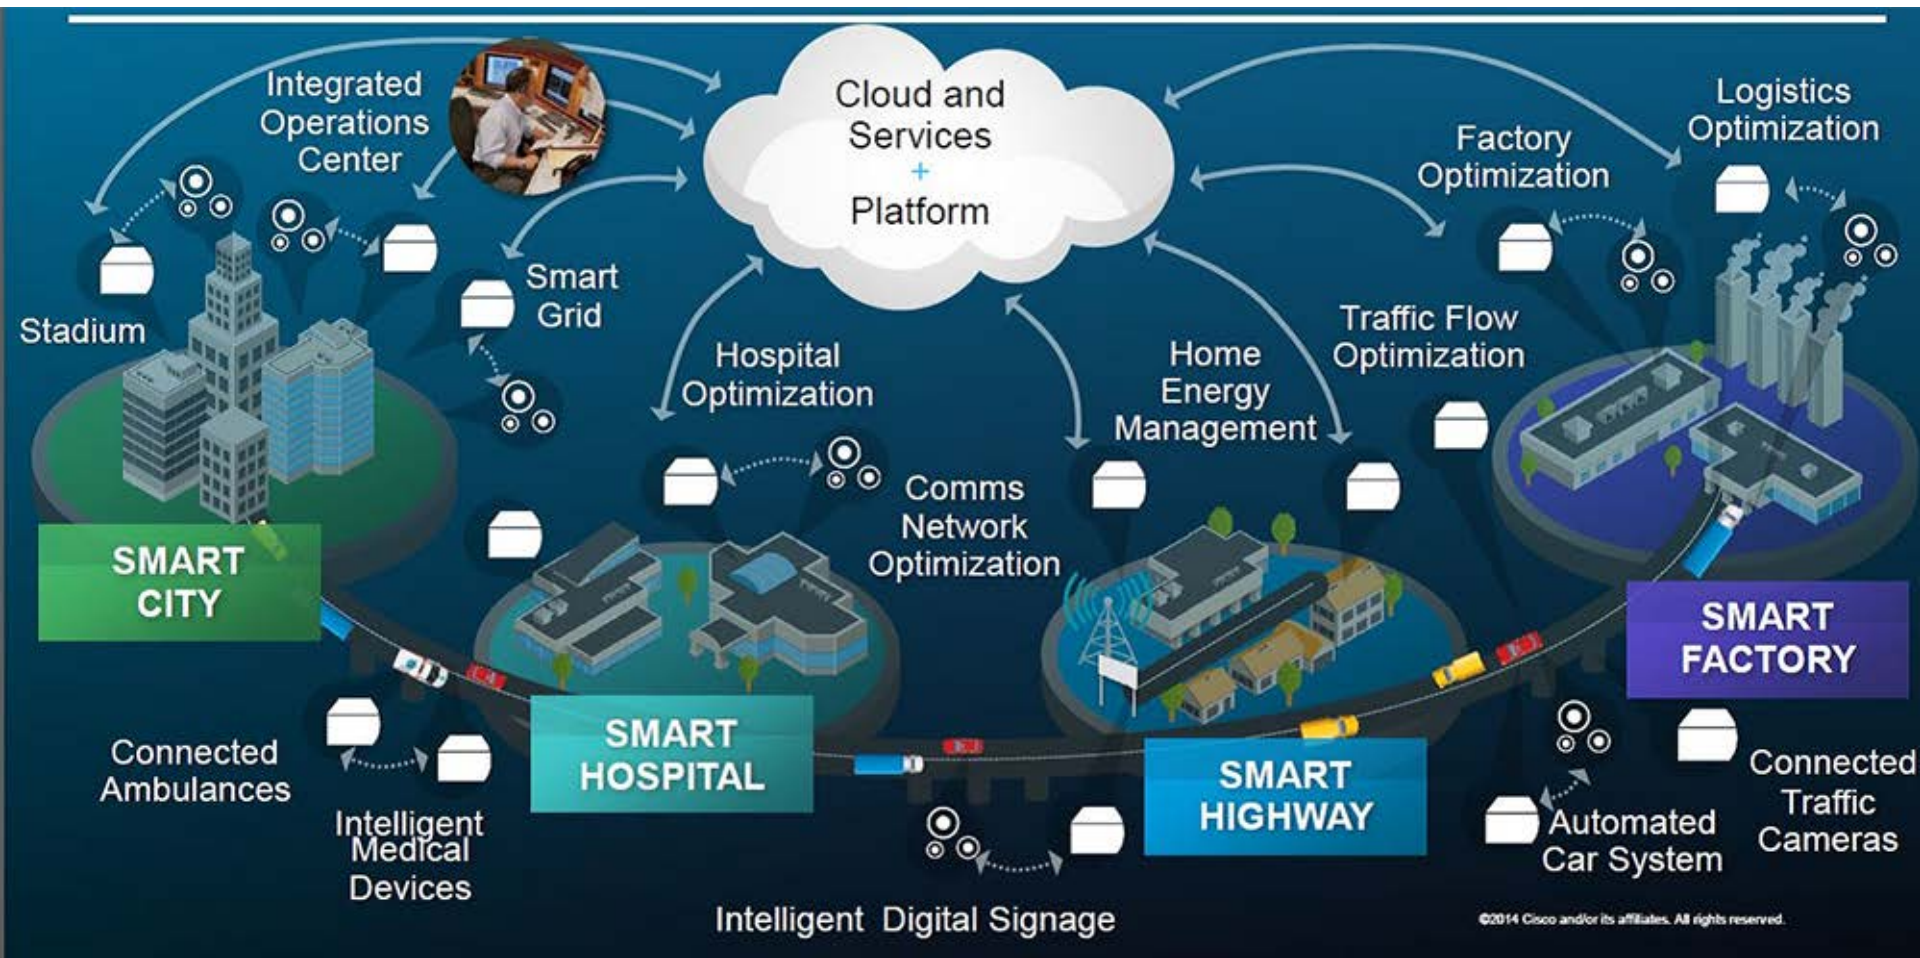 Integrated
Operations
Center
Cloud and
Services
+
Platform
Logistics
Optimization
Factory
Optimization
Stadium
Smart
Grid
Hospital
Optimization
Home
Energy
Management
Traffic Flow
Optimization
Comms
Network
Optimization
SMART
CITY
SMART
HOSPITAL
SMART
HIGHWAY
SMART
FACTORY
Connected
Ambulances
Intelligent
Medical
Devices
Intelligent Digital Signage
Automated
Car System
Connected
Traffic
Cameras
©2014 Cisco and/or its affiliates. All rights reserved.